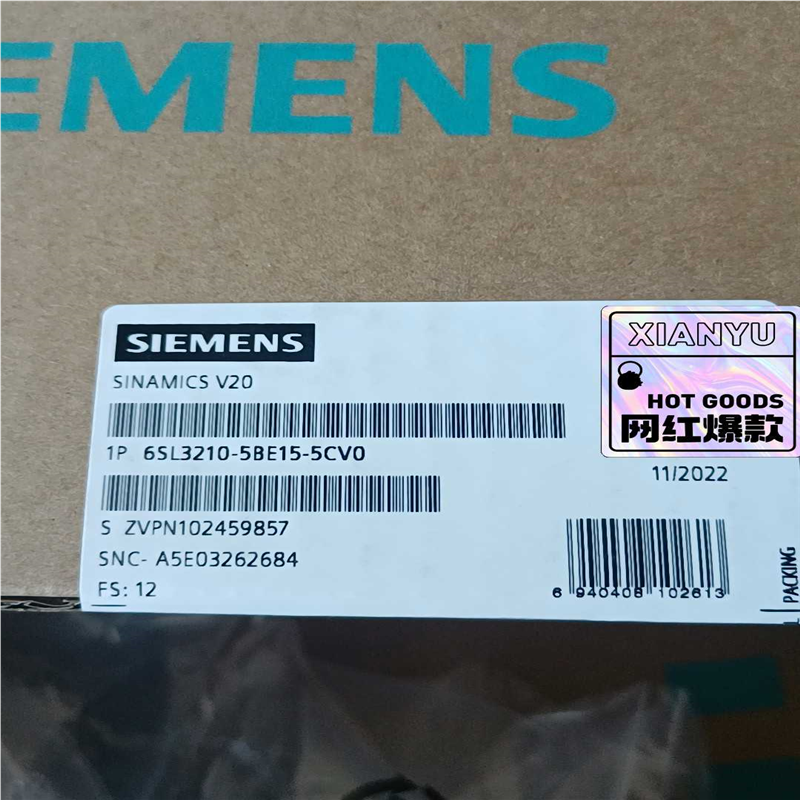 EMENS
SIEMENS
SINAMICS V20
1P 6SL3210-5BE15-5CV0
S ZVPN102459857
SNC- A5E03262684
FS: 12
XIANYU
HOT GOODS
网红爆款
11/2022
6 940408 102613
PACKING